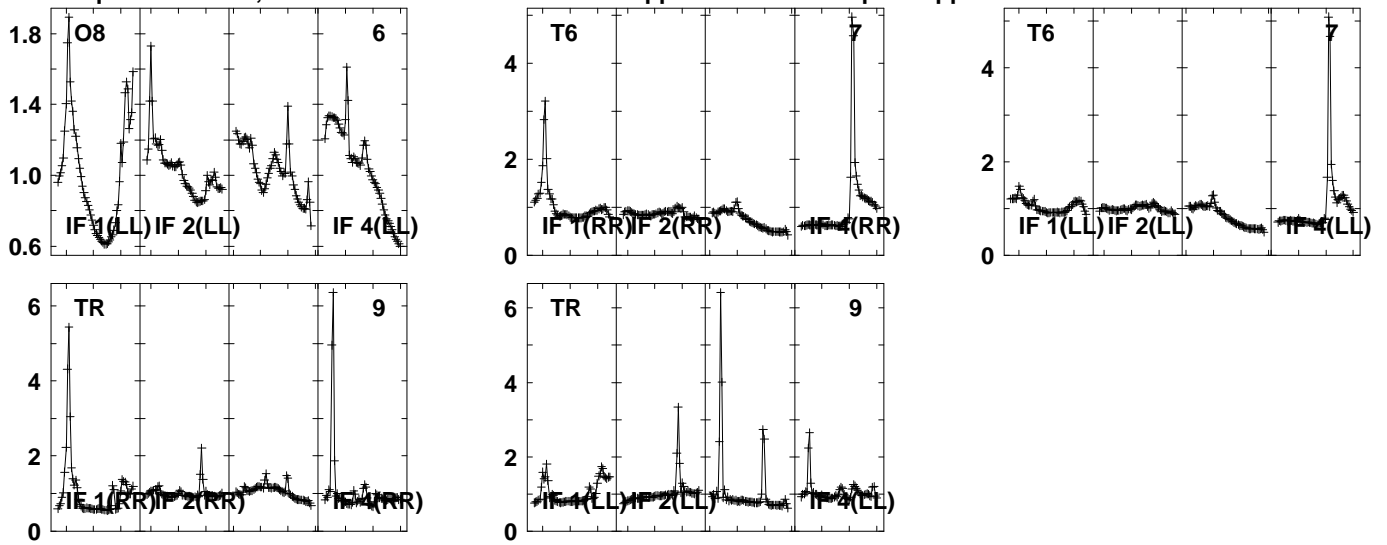 1.8
1.4
1.0
0.6
O8 6
IF 1(LL) IF 2(LL) IF 4(LL)
4
2
0
T6 7
IF 1(RR) IF 2(RR) IF 4(RR)
4
2
0
T6 7
IF 1(LL) IF 2(LL) IF 4(LL)
6
4
2
0
TR 9
IF 1(RR) IF 2(RR) IF 4(RR)
6
4
2
0
TR 9
IF 1(LL) IF 2(LL) IF 4(LL)